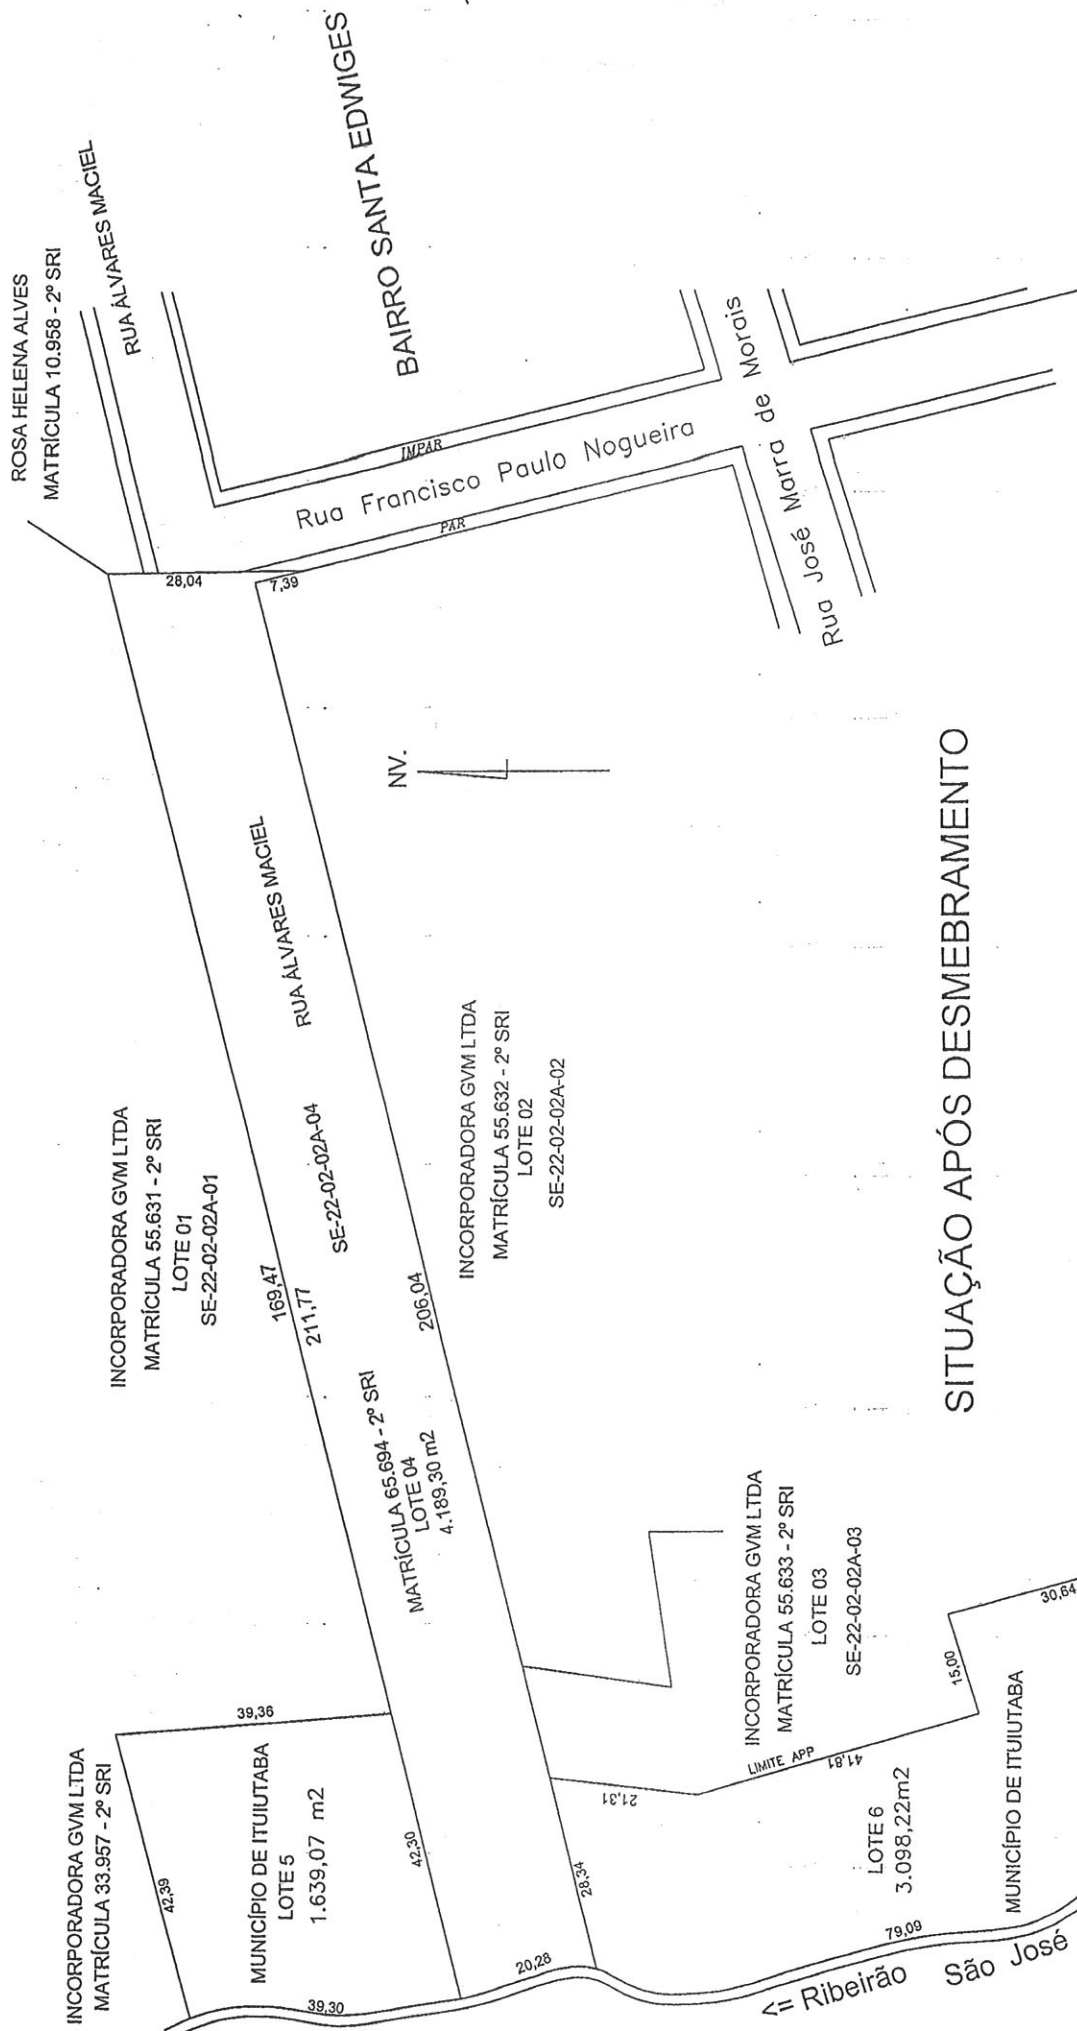 ROSA HELENA ALVES
MATRÍCULA 10.958 - 2º SRI
RUA ÁLVARES MACIEL
BAIRRO SANTA EDWIGES
IMPAR
Rua Francisco Paulo Nogueira
PAR
Rua José Marra de Morais
28,04
7,39
NV.
INCORPORADORA GVM LTDA
MATRÍCULA 55.631 - 2º SRI
LOTE 01
SE-22-02-02A-01
169,47
211,77
RUA ÁLVARES MACIEL
SE-22-02-02A-04
206,04
MATRÍCULA 65.694 - 2º SRI
LOTE 04
4.189,30 m2
INCORPORADORA GVM LTDA
MATRÍCULA 55.632 - 2º SRI
LOTE 02
SE-22-02-02A-02
INCORPORADORA GVM LTDA
MATRÍCULA 33.957 - 2º SRI
42,39
39,36
MUNICÍPIO DE ITUIUTABA
LOTE 5
1.639,07 m2
42,30
39,30
20,28
28,34
21,31
LIMITE APP
41,81
INCORPORADORA GVM LTDA
MATRÍCULA 55.633 - 2º SRI
LOTE 03
SE-22-02-02A-03
15,00
30,64
LOTE 6
3.098,22m2
MUNICÍPIO DE ITUIUTABA
79,09
<= Ribeirão São José
SITUAÇÃO APÓS DESMEBRAMENTO